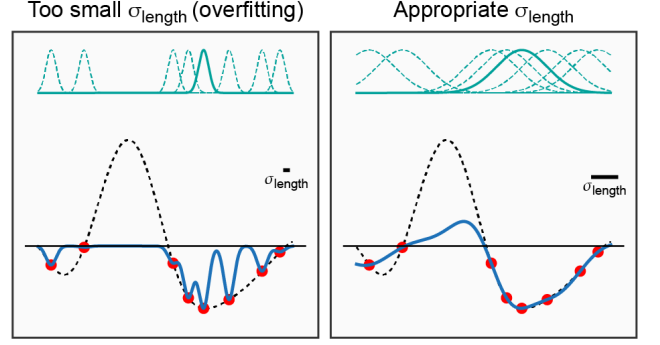 Too small σlength (overfitting)
Appropriate σlength
σlength
σlength